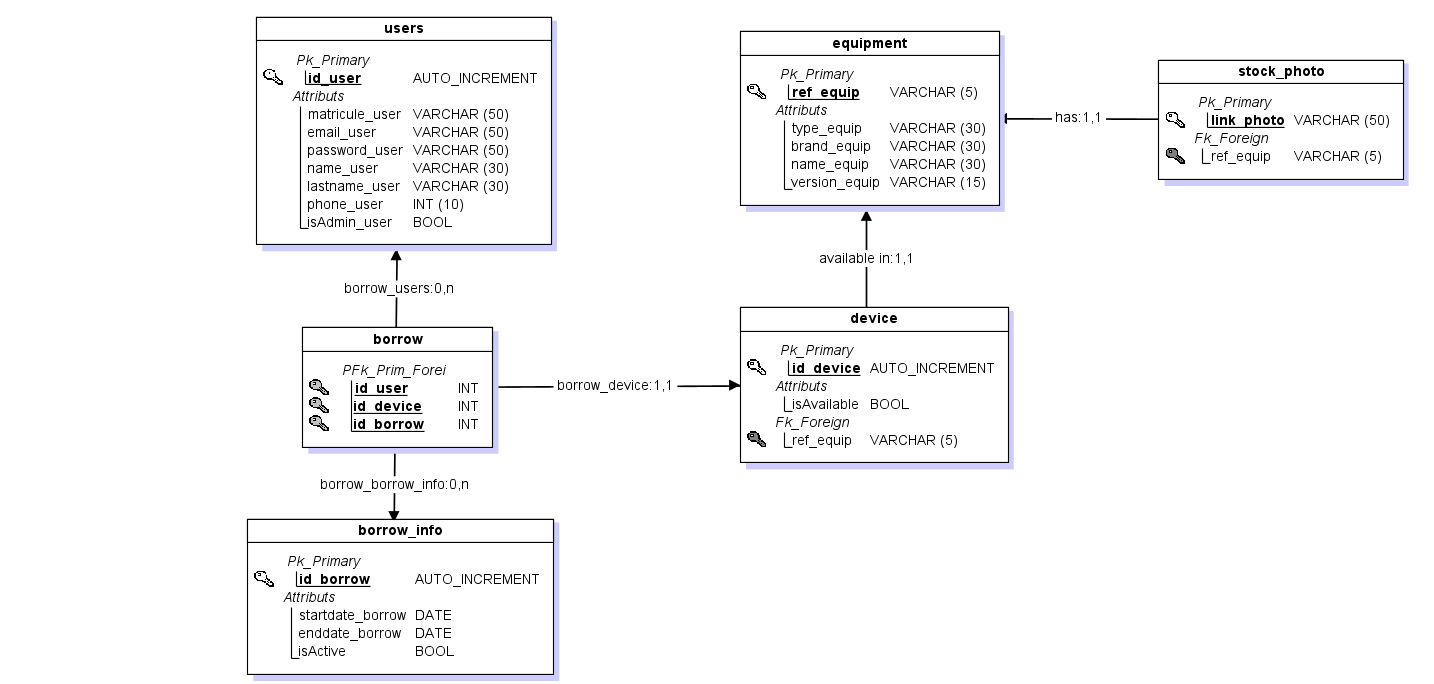 users
Pk_Primary
id_user AUTO_INCREMENT
Attributs
matricule_user VARCHAR (50)
email_user VARCHAR (50)
password_user VARCHAR (50)
name_user VARCHAR (30)
lastname_user VARCHAR (30)
phone_user INT (10)
isAdmin_user BOOL
equipment
Pk_Primary
ref_equip VARCHAR (5)
Attributs
type_equip VARCHAR (30)
brand_equip VARCHAR (30)
name_equip VARCHAR (30)
version_equip VARCHAR (15)
has:1,1
stock_photo
Pk_Primary
link_photo VARCHAR (50)
Fk_Foreign
ref_equip VARCHAR (5)
borrow_users:0,n
available in:1,1
borrow
PFk_Prim_Forei
id_user INT
id_device INT
id_borrow INT
borrow_device:1,1
device
Pk_Primary
id_device AUTO_INCREMENT
Attributs
isAvailable BOOL
Fk_Foreign
ref_equip VARCHAR (5)
borrow_borrow_info:0,n
borrow_info
Pk_Primary
id_borrow AUTO_INCREMENT
Attributs
startdate_borrow DATE
enddate_borrow DATE
isActive BOOL